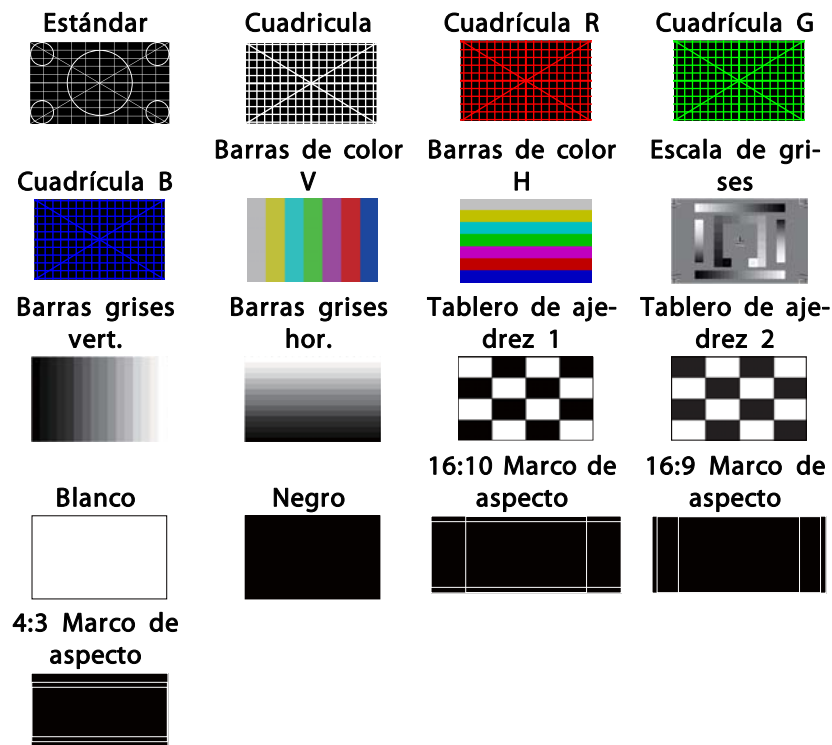 Estándar Cuadricula Cuadrícula R Cuadrícula G
Cuadrícula B
Barras de color
V
Barras de color
H
Escala de gri-
ses
Barras grises
vert.
Barras grises
hor.
Tablero de aje-
drez 1
Tablero de aje-
drez 2
Blanco
Negro
16:10 Marco de
aspecto
16:9 Marco de
aspecto
4:3 Marco de
aspecto